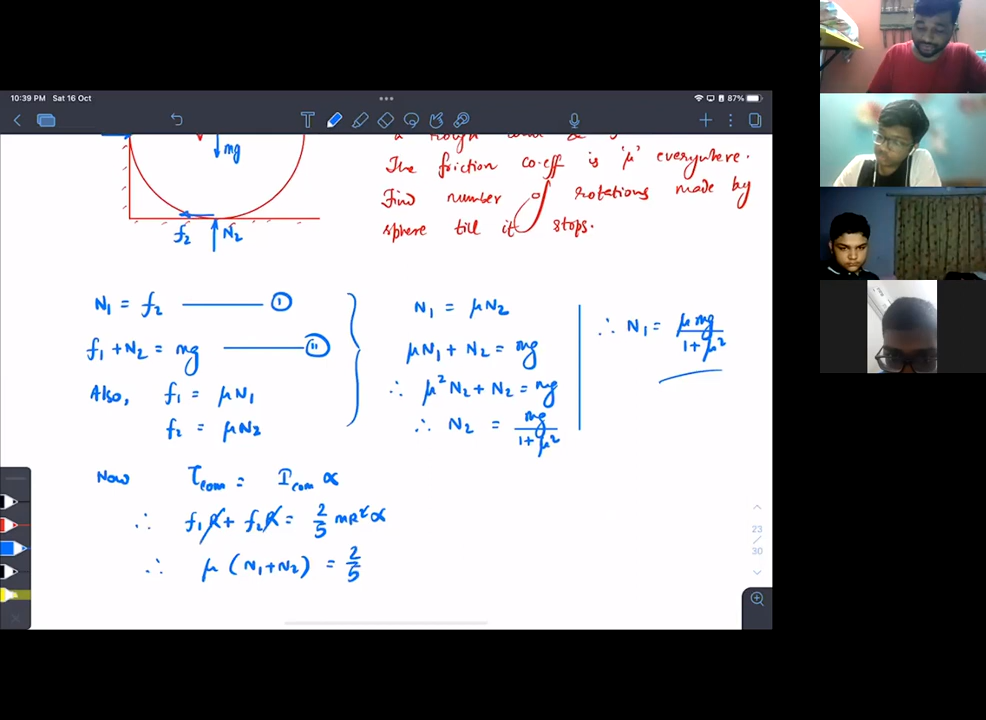 10:39 PM Sat 16 Oct
87%
T
mg
f₂ N₂
The friction co.eff is 'μ' everywhere.
Find number of rotations made by
sphere till it stops.
N₁ = f₂ ——— (i)
f₁ + N₂ = mg ——— (ii)
Also, f₁ = μN₁
f₂ = μN₂
N₁ = μN₂
μN₁ + N₂ = mg
∴ μ²N₂ + N₂ = mg
∴ N₂ = mg/1+μ²
∴ N₁ = μmg/1+μ²
Now τcom = Icom α
∴ f₁R + f₂R = 2/5 mR²α
∴ μ (N₁+N₂) = 2/5
23
/
30